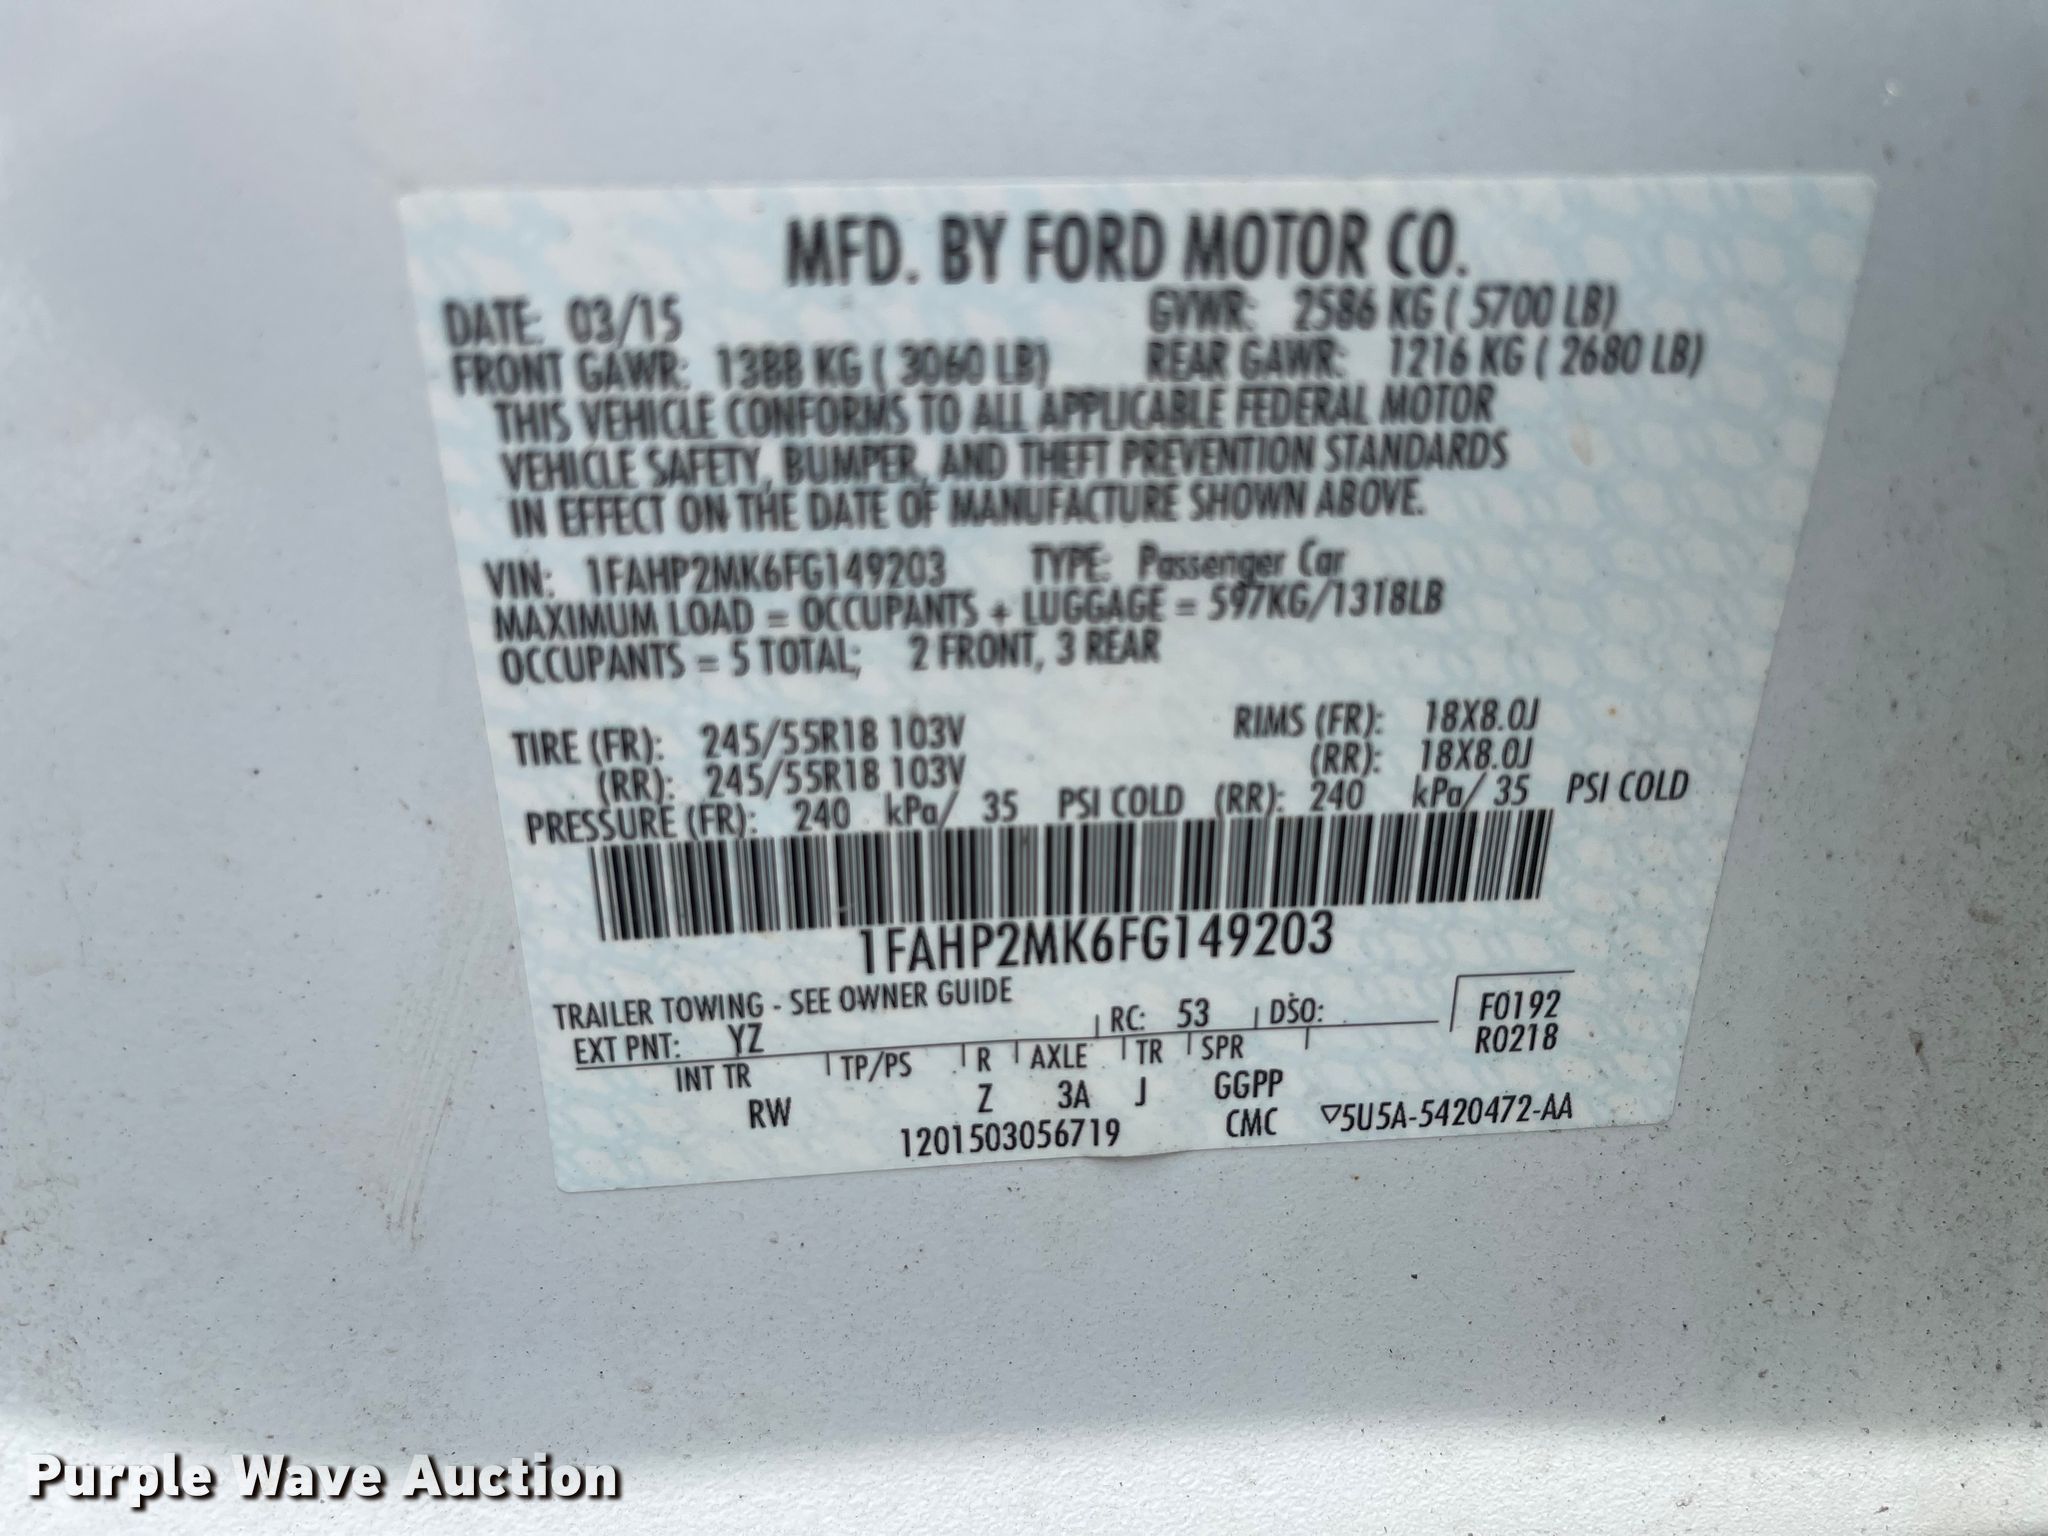 MFD. BY FORD MOTOR CO.
DATE: 03/15 GVWR: 2586 KG ( 5700 LB)
FRONT GAWR: 1388 KG ( 3060 LB) REAR GAWR: 1216 KG ( 2680 LB)
THIS VEHICLE CONFORMS TO ALL APPLICABLE FEDERAL MOTOR
VEHICLE SAFETY, BUMPER, AND THEFT PREVENTION STANDARDS
IN EFFECT ON THE DATE OF MANUFACTURE SHOWN ABOVE.
VIN: 1FAHP2MK6FG149203 TYPE: Passenger Car
MAXIMUM LOAD = OCCUPANTS + LUGGAGE = 597KG/1318LB
OCCUPANTS = 5 TOTAL; 2 FRONT, 3 REAR
TIRE (FR): 245/55R18 103V RIMS (FR): 18X8.0J
(RR): 245/55R18 103V (RR): 18X8.0J
PRESSURE (FR): 240 kPa/ 35 PSI COLD (RR): 240 kPa/ 35 PSI COLD
1FAHP2MK6FG149203
TRAILER TOWING - SEE OWNER GUIDE
EXT PNT: YZ RC: 53 DSO: F0192
R0218
INT TR TP/PS R AXLE TR SPR
RW Z 3A J GGPP
1201503056719 CMC ▽5U5A-5420472-AA
Purple Wave Auction